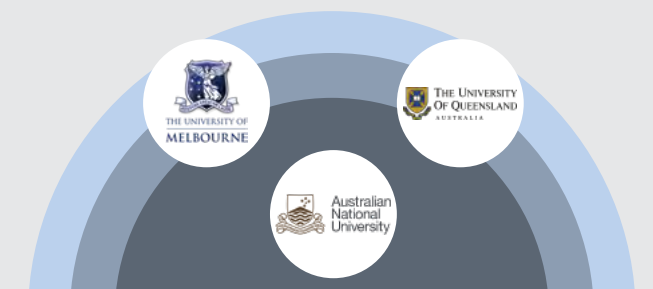 THE UNIVERSITY OF
MELBOURNE
THE UNIVERSITY
OF QUEENSLAND
AUSTRALIA
Australian
National
University